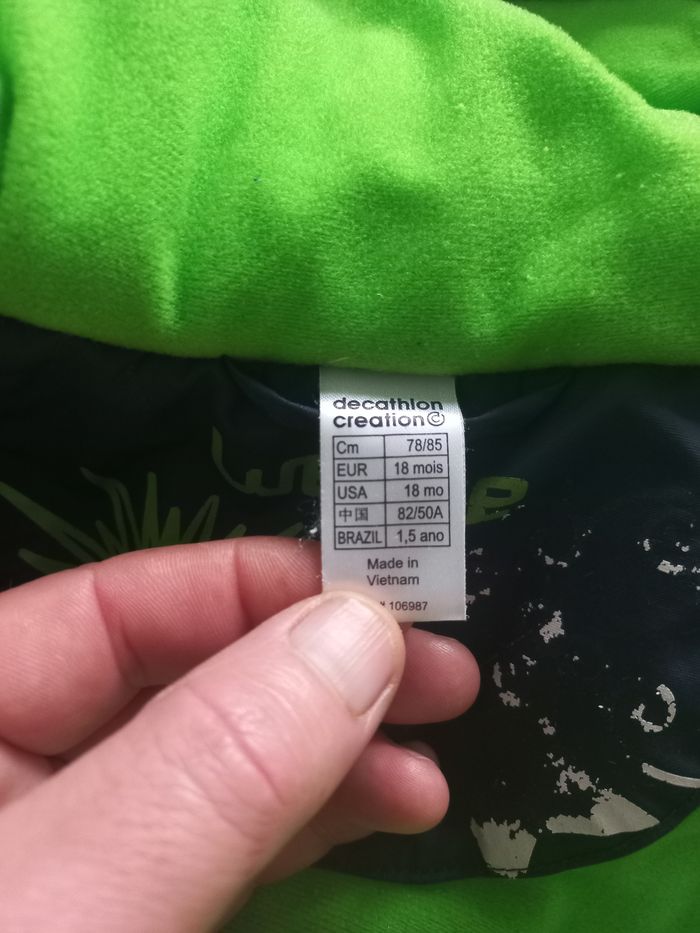 decathlon
creation©
Cm 78/85
EUR 18 mois
USA 18 mo
中国 82/50A
BRAZIL 1,5 ano
Made in
Vietnam
106987